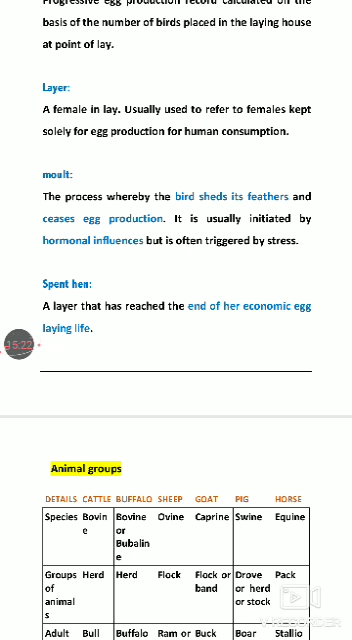 Progressive egg production record calculated on the
basis of the number of birds placed in the laying house
at point of lay.
Layer:
A female in lay. Usually used to refer to females kept
solely for egg production for human consumption.
moult:
The process whereby the bird sheds its feathers and
ceases egg production. It is usually initiated by
hormonal influences but is often triggered by stress.
Spent hen:
A layer that has reached the end of her economic egg
laying life.
15:22
Animal groups
DETAILS CATTLE BUFFALO SHEEP GOAT PIG HORSE
Species Bovin Bovine Ovine Caprine Swine Equine
e or
Bubalin
e
Groups Herd Herd Flock Flock or Drove Pack
of band or herd
animal or stock
s
V RECORDER
Adult Bull Buffalo Ram or Buck Boar Stallio